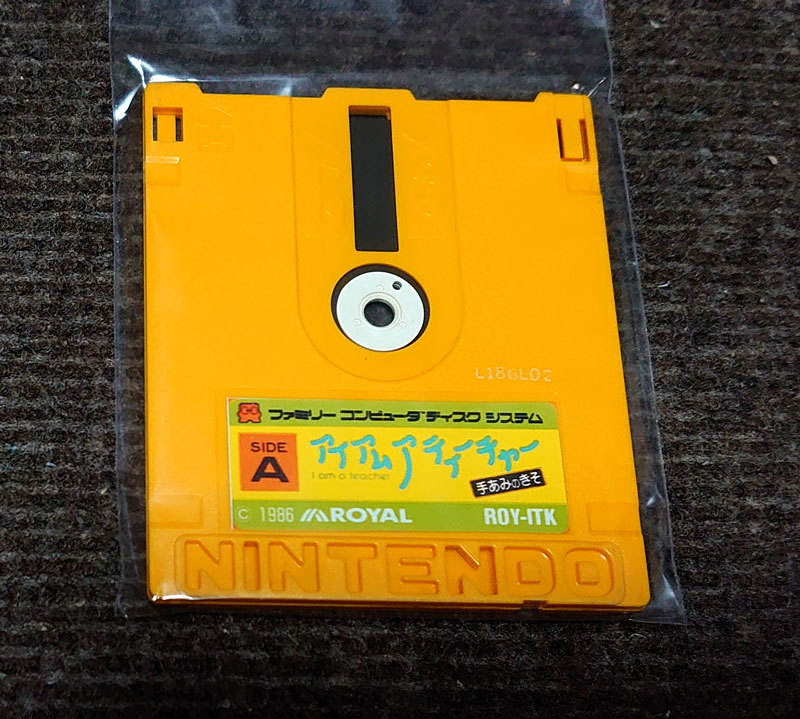 L186L02
ファミリー コンピュータ ディスク システム
SIDE
A
アイアム ア ティーチャー
I am a teacher
手あみのきそ
© 1986 ROYAL ROY-ITK
NINTENDO